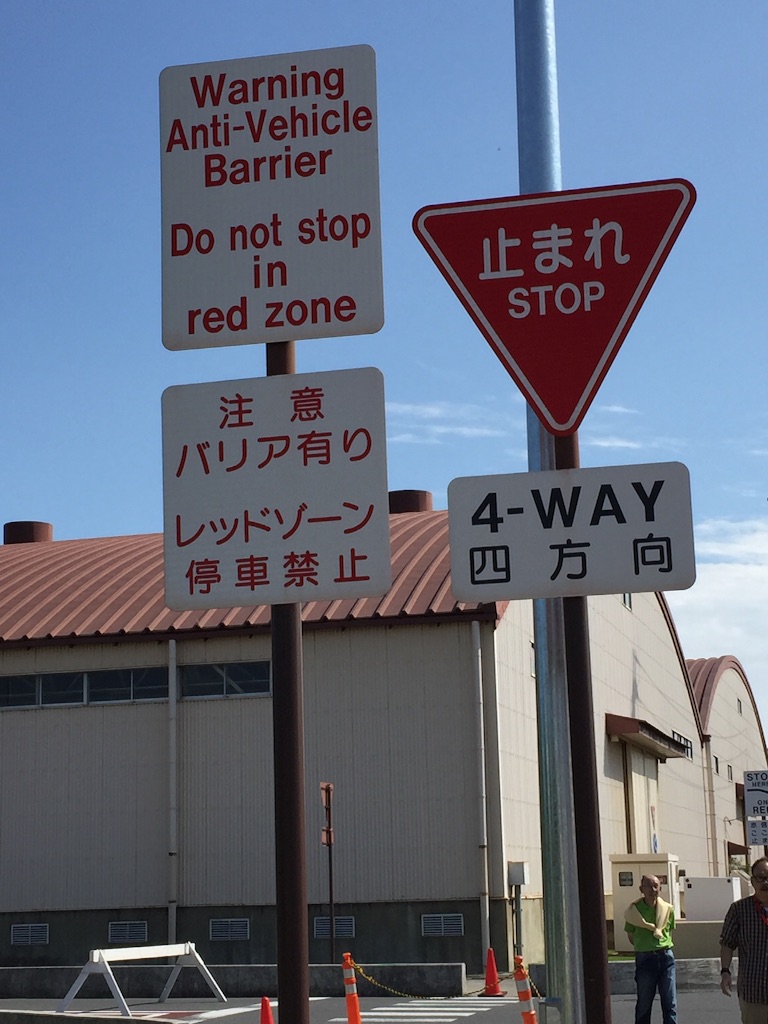 Warning
Anti-Vehicle
Barrier
Do not stop
in
red zone
注意
バリア有り
レッドゾーン
停車禁止
止まれ
STOP
4-WAY
四方向